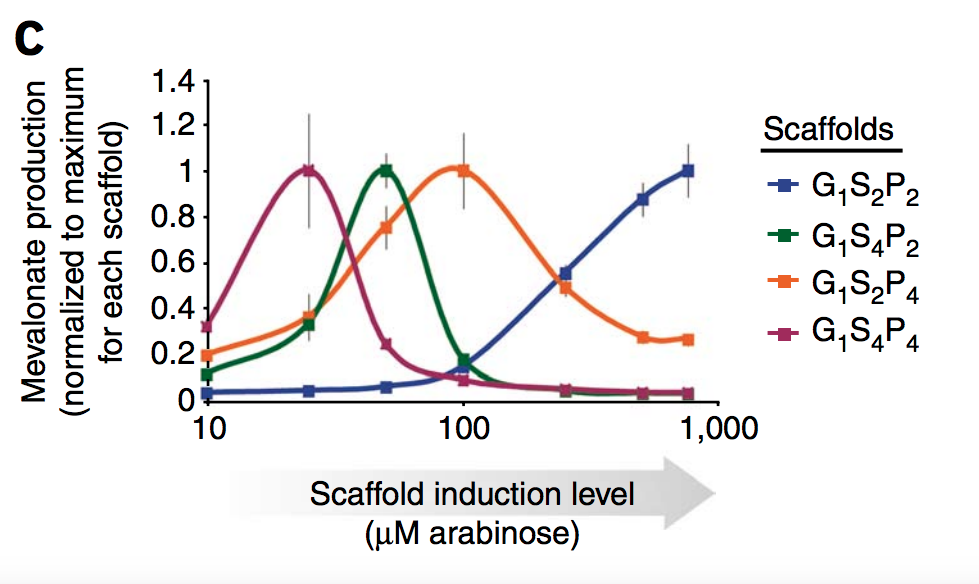 C
Mevalonate production
(normalized to maximum
for each scaffold)
1.4
1.2
1
0.8
0.6
0.4
0.2
0
10
100
1,000
Scaffold induction level
(μM arabinose)
Scaffolds
G₁S₂P₂
G₁S₄P₂
G₁S₂P₄
G₁S₄P₄